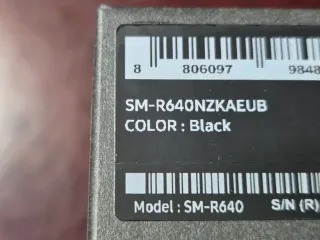 8 806097 9848
SM-R640NZKAEUB
COLOR : Black
Model : SM-R640 S/N (R)